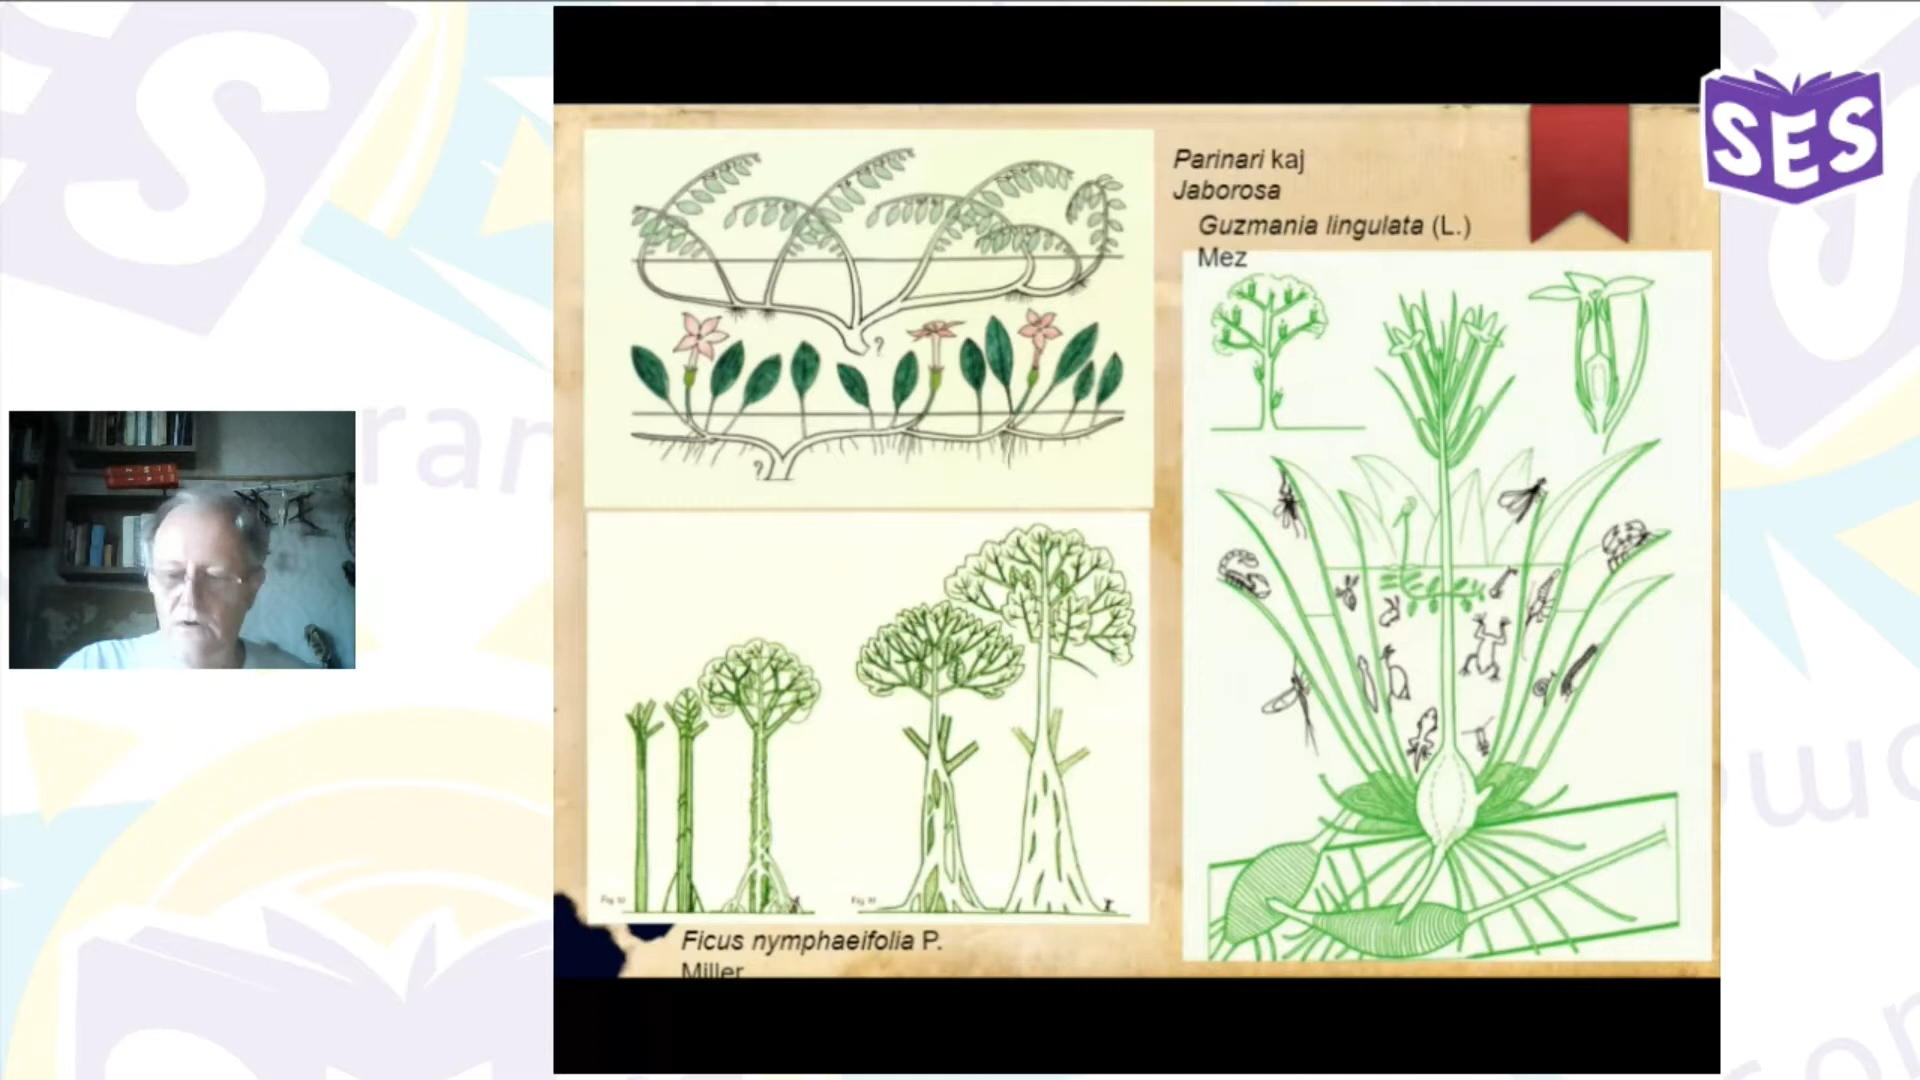 SES
Parinari kaj
Jaborosa
Guzmania lingulata (L.)
Mez
?
?
Ficus nymphaeifolia P.
Miller